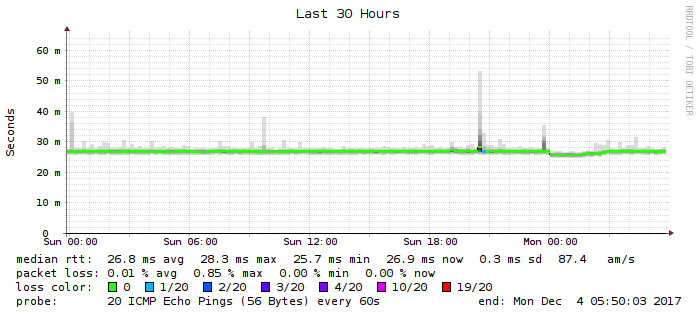 Last 30 Hours
RRDTOOL / TOBI OETIKER
Seconds
60 m
50 m
40 m
30 m
20 m
10 m
0
Sun 00:00 Sun 06:00 Sun 12:00 Sun 18:00 Mon 00:00
median rtt: 26.8 ms avg 28.3 ms max 25.7 ms min 26.9 ms now 0.3 ms sd 87.4 am/s
packet loss: 0.01 % avg 0.85 % max 0.00 % min 0.00 % now
loss color: 0 1/20 2/20 3/20 4/20 10/20 19/20
probe: 20 ICMP Echo Pings (56 Bytes) every 60s end: Mon Dec 4 05:50:03 2017